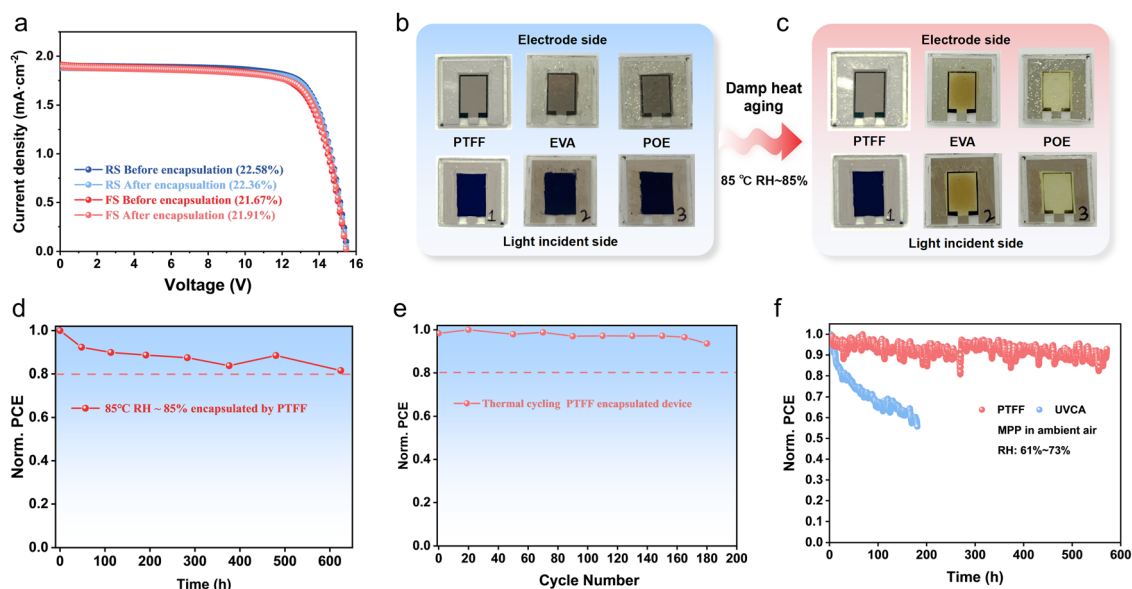 a
Current density (mA·cm⁻²)
2.0
1.5
1.0
0.5
0.0
RS Before encapsulation (22.58%)
RS After encapsualtion (22.36%)
FS Before encapsulation (21.67%)
FS After encapsulation (21.91%)
0 2 4 6 8 10 12 14 16
Voltage (V)
b
Electrode side
PTFF EVA POE
1 2 3
Light incident side
Damp heat
aging
85 °C RH~85%
c
Electrode side
PTFF EVA POE
1 2 3
Light incident side
d
Norm. PCE
1.0
0.8
0.6
0.4
0.2
0.0
85°C RH ~ 85% encapsulated by PTFF
0 100 200 300 400 500 600
Time (h)
e
Norm. PCE
1.0
0.8
0.6
0.4
0.2
0.0
Thermal cycling PTFF encapsulated device
0 20 40 60 80 100 120 140 160 180 200
Cycle Number
f
Norm. PCE
1.0
0.9
0.8
0.7
0.6
0.5
0.4
0.3
0.2
0.1
0.0
PTFF UVCA
MPP in ambient air
RH: 61%~73%
0 100 200 300 400 500 600
Time (h)